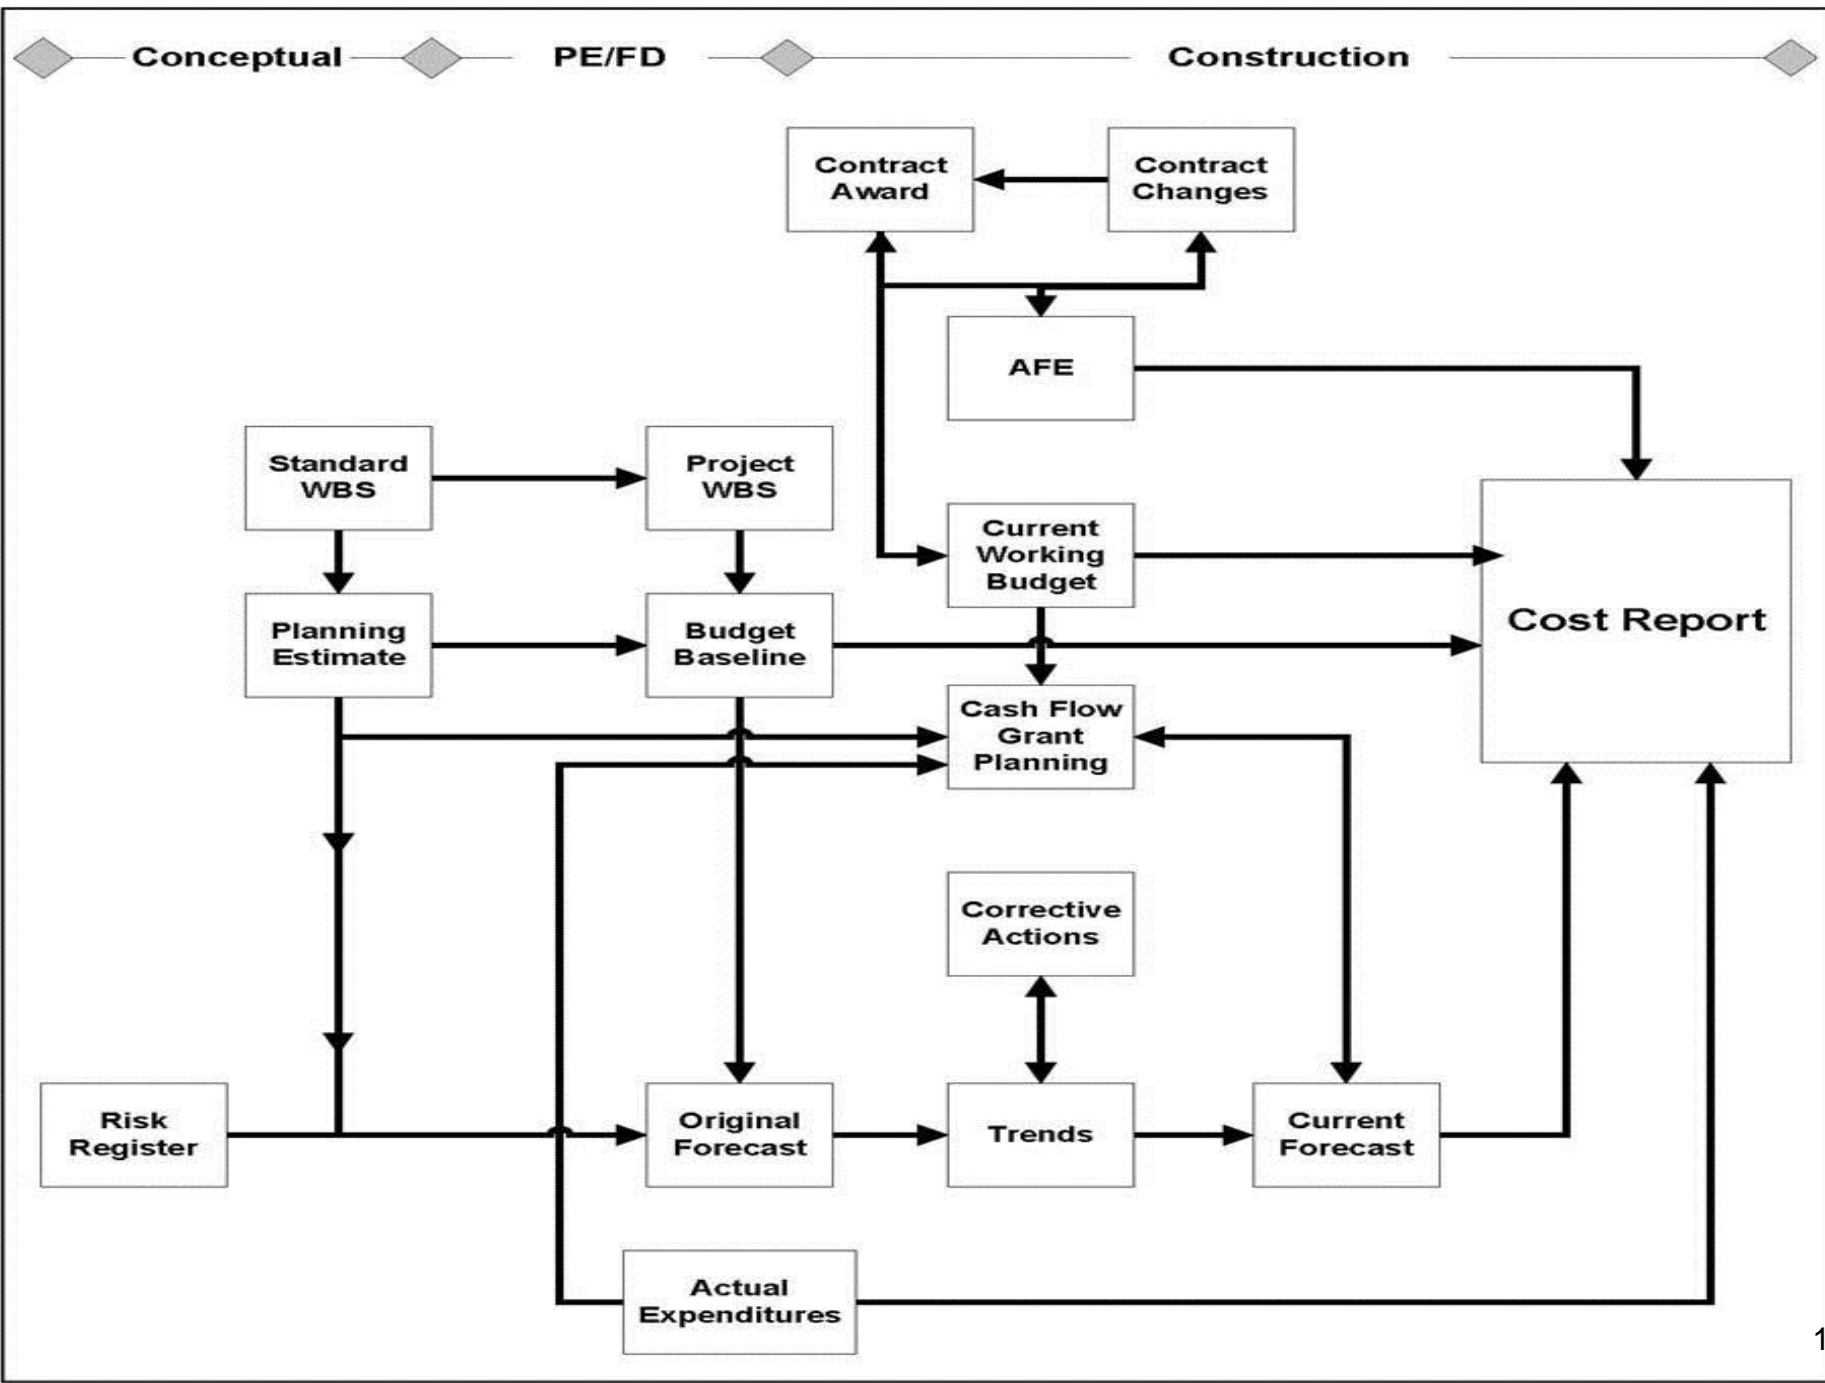 Conceptual
PE/FD
Construction
Contract
Award
Contract
Changes
AFE
Standard
WBS
Project
WBS
Current
Working
Budget
Cost Report
Planning
Estimate
Budget
Baseline
Cash Flow
Grant
Planning
Corrective
Actions
Risk
Register
Original
Forecast
Trends
Current
Forecast
Actual
Expenditures
1